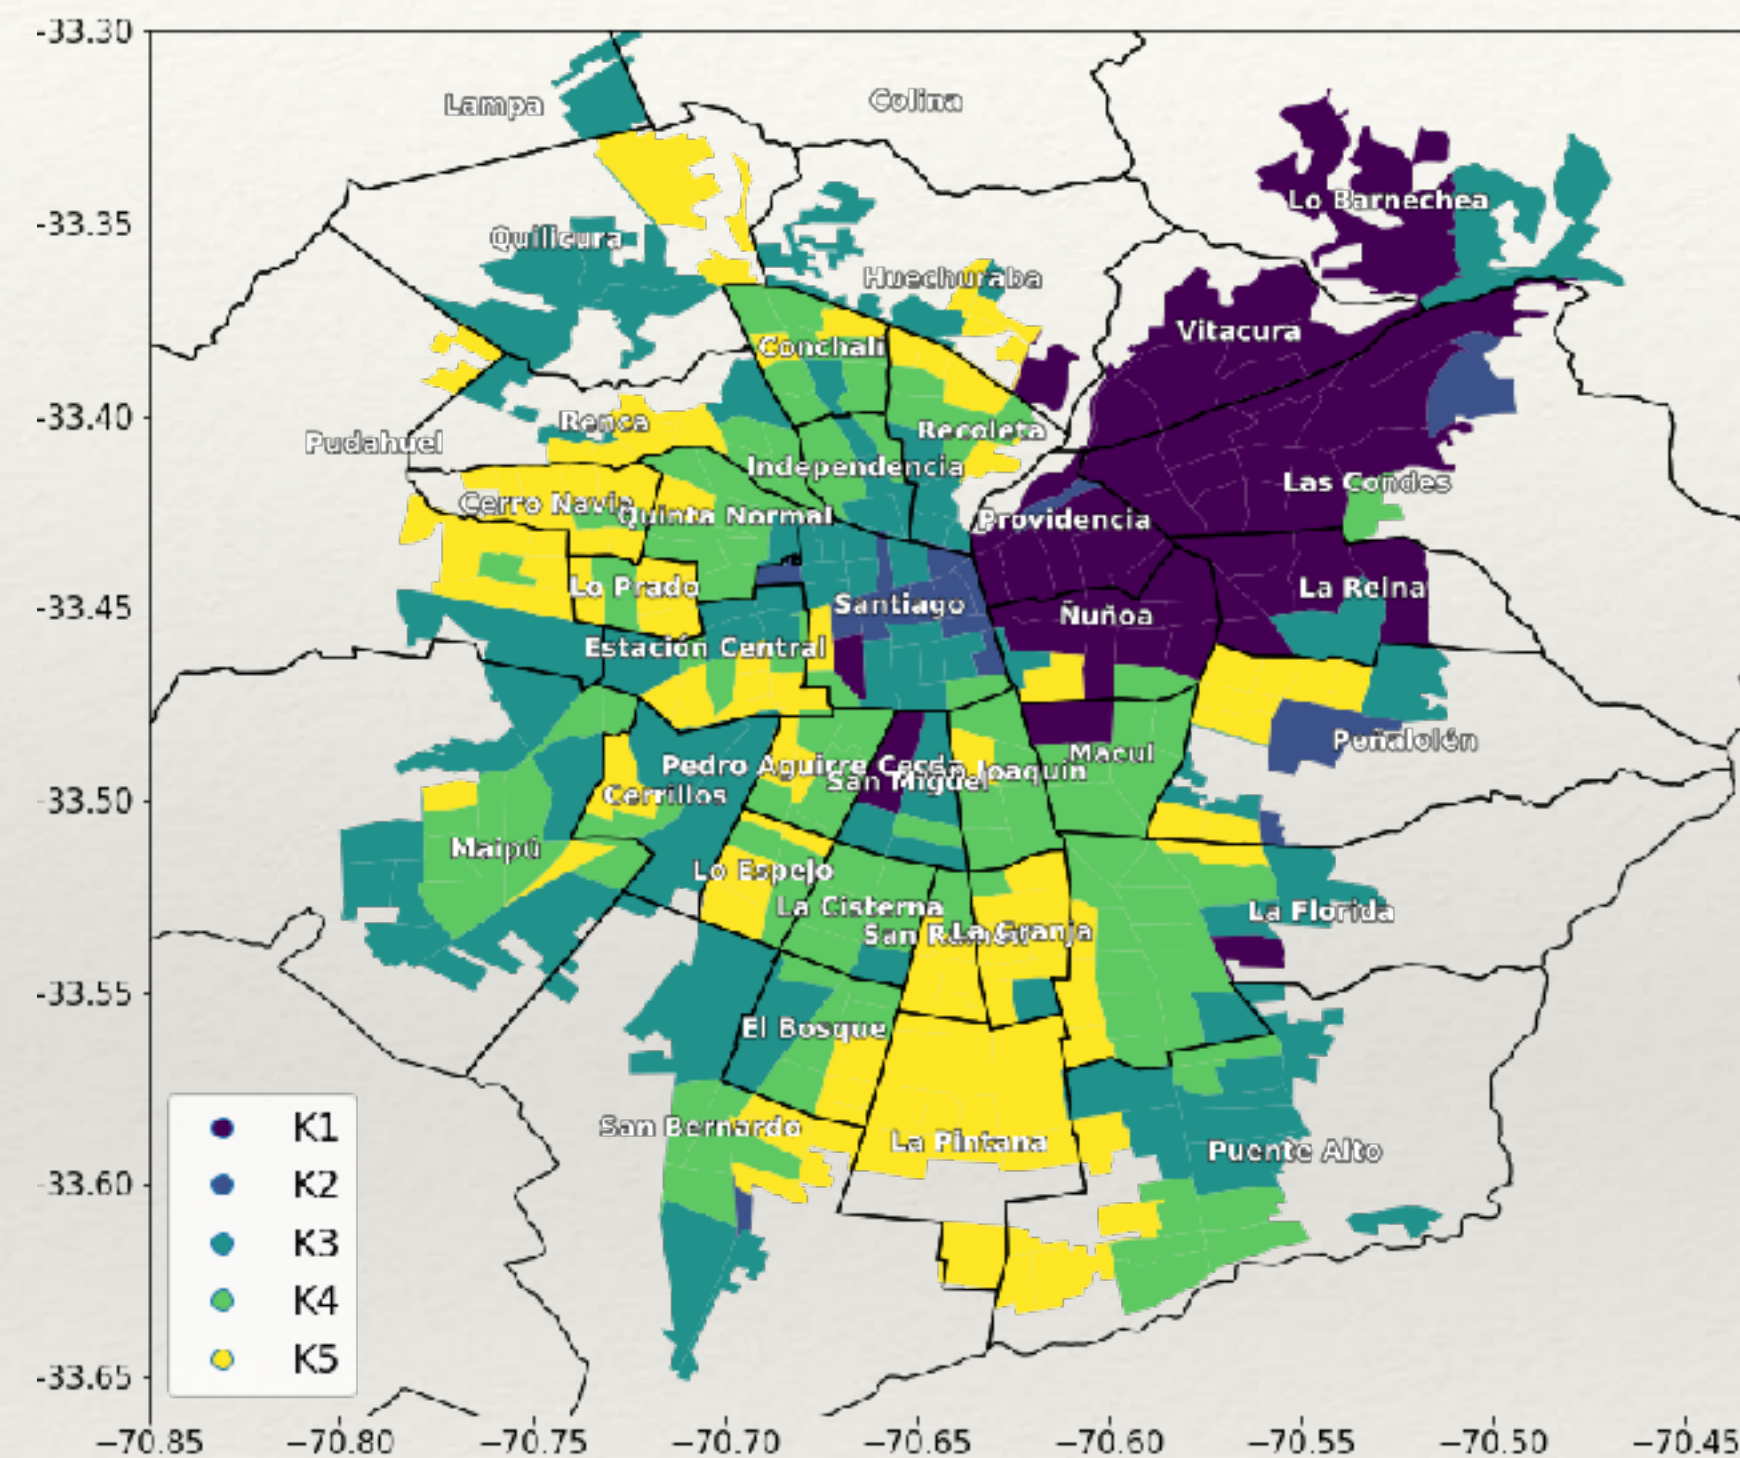 -33.30
-33.35
-33.40
-33.45
-33.50
-33.55
-33.60
-33.65
Lampa
Colina
Lo Barnechea
Quilicura
Huechuraba
Vitacura
Conchalí
Renca
Recoleta
Pudahuel
Independencia
Las Condes
Cerro Navia
Quinta Normal
Providencia
Lo Prado
La Reina
Santiago
Ñuñoa
Estación Central
Peñalolén
Macul
Pedro Aguirre Cerda
San Joaquín
San Miguel
Cerrillos
Maipú
Lo Espejo
La Cisterna
La Florida
San Ramón
La Granja
El Bosque
San Bernardo
La Pintana
Puente Alto
K1
K2
K3
K4
K5
−70.85 −70.80 −70.75 −70.70 −70.65 −70.60 −70.55 −70.50 −70.45